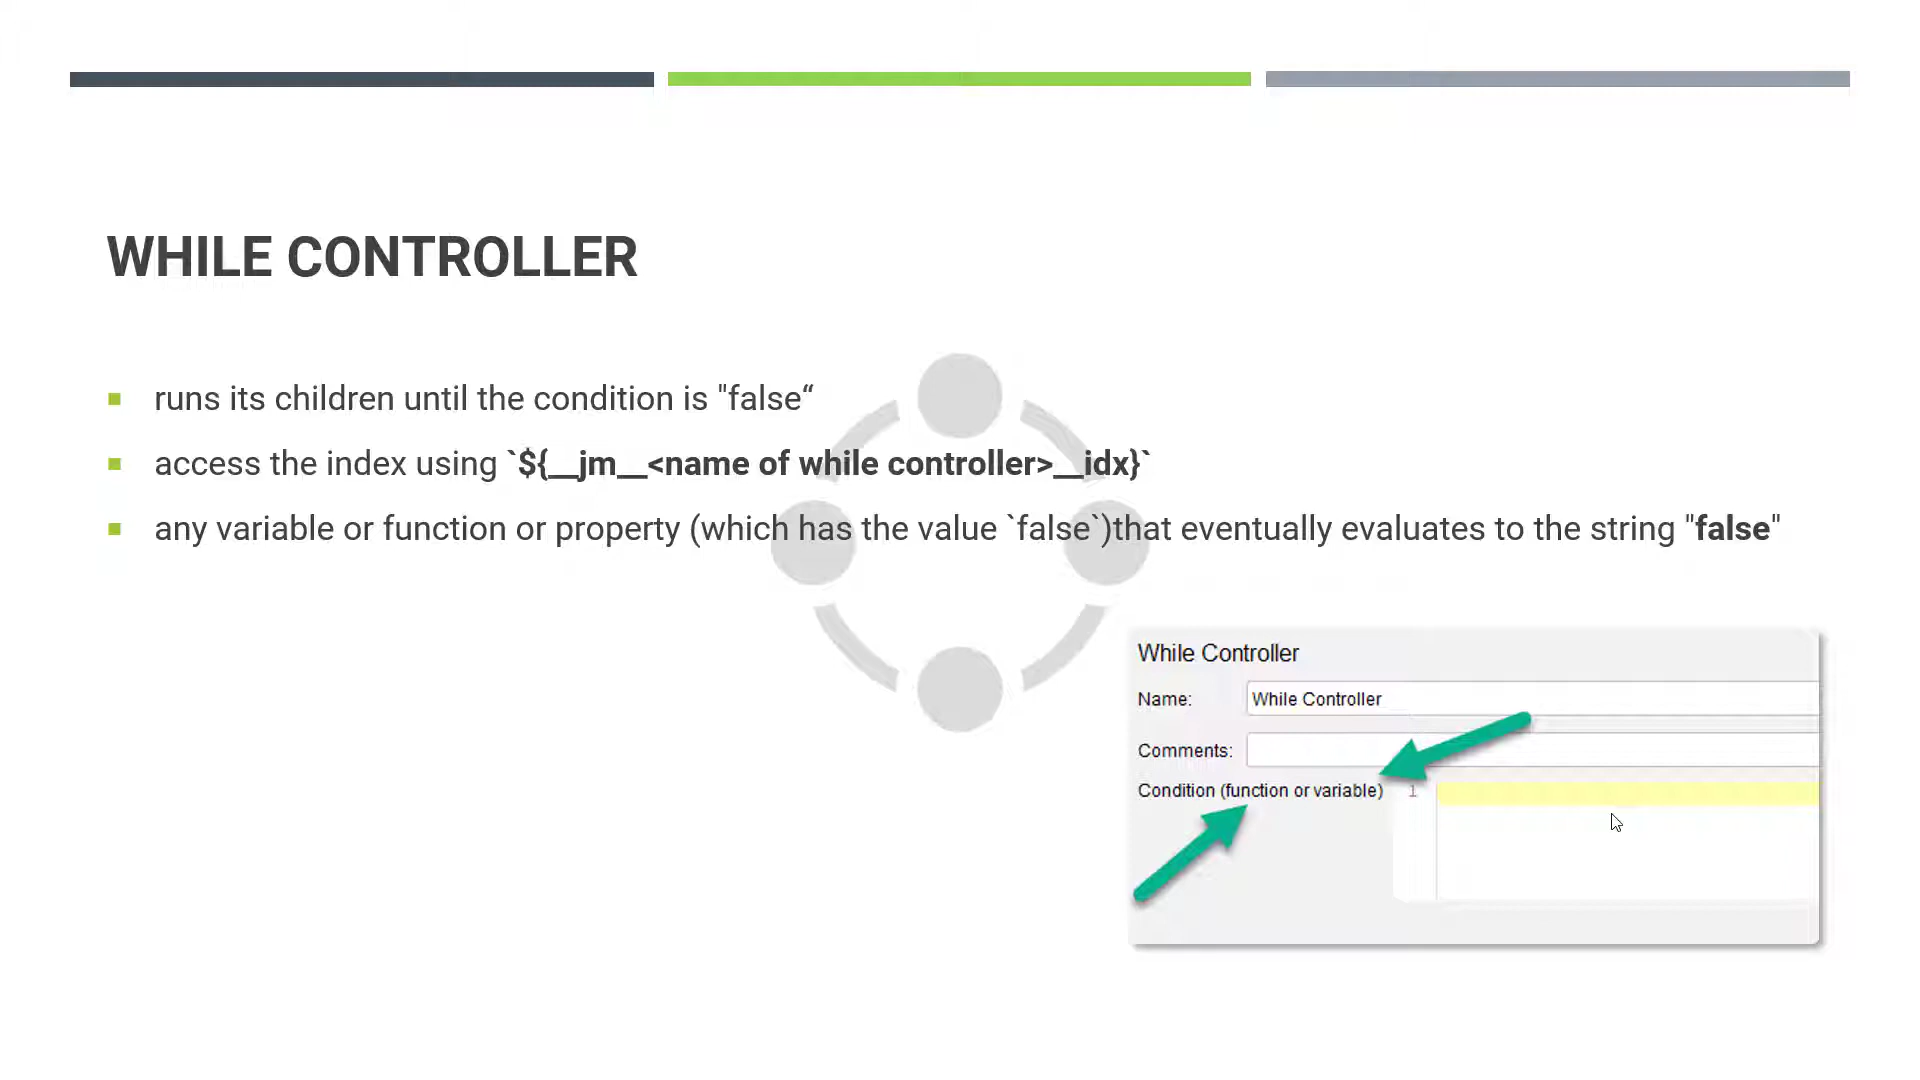 WHILE CONTROLLER
runs its children until the condition is "false“
access the index using `${__jm__<name of while controller>__idx}`
any variable or function or property (which has the value `false`)that eventually evaluates to the string "false"
While Controller
Name: While Controller
Comments:
Condition (function or variable) 1